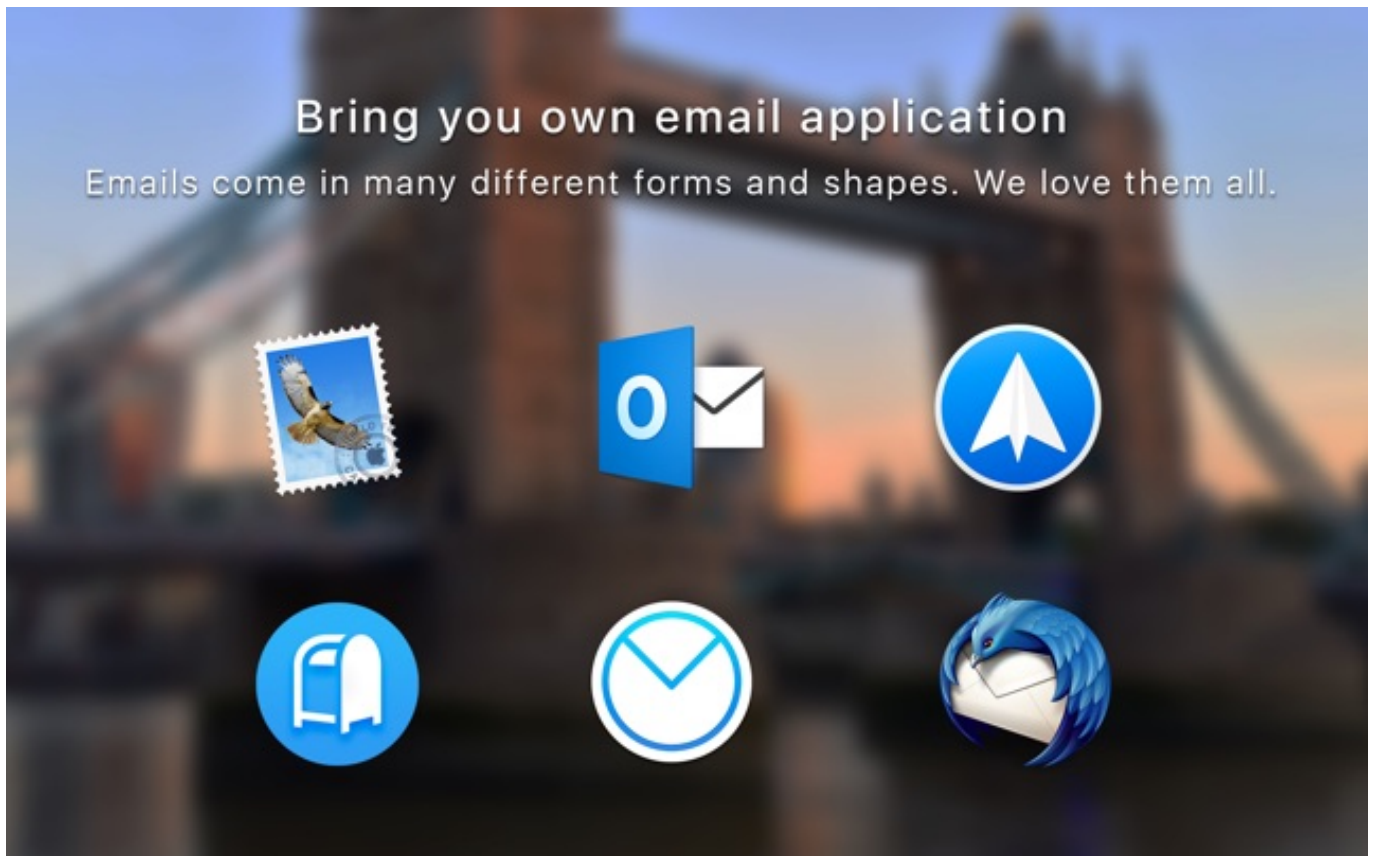 Bring you own email application
Emails come in many different forms and shapes. We love them all.
O